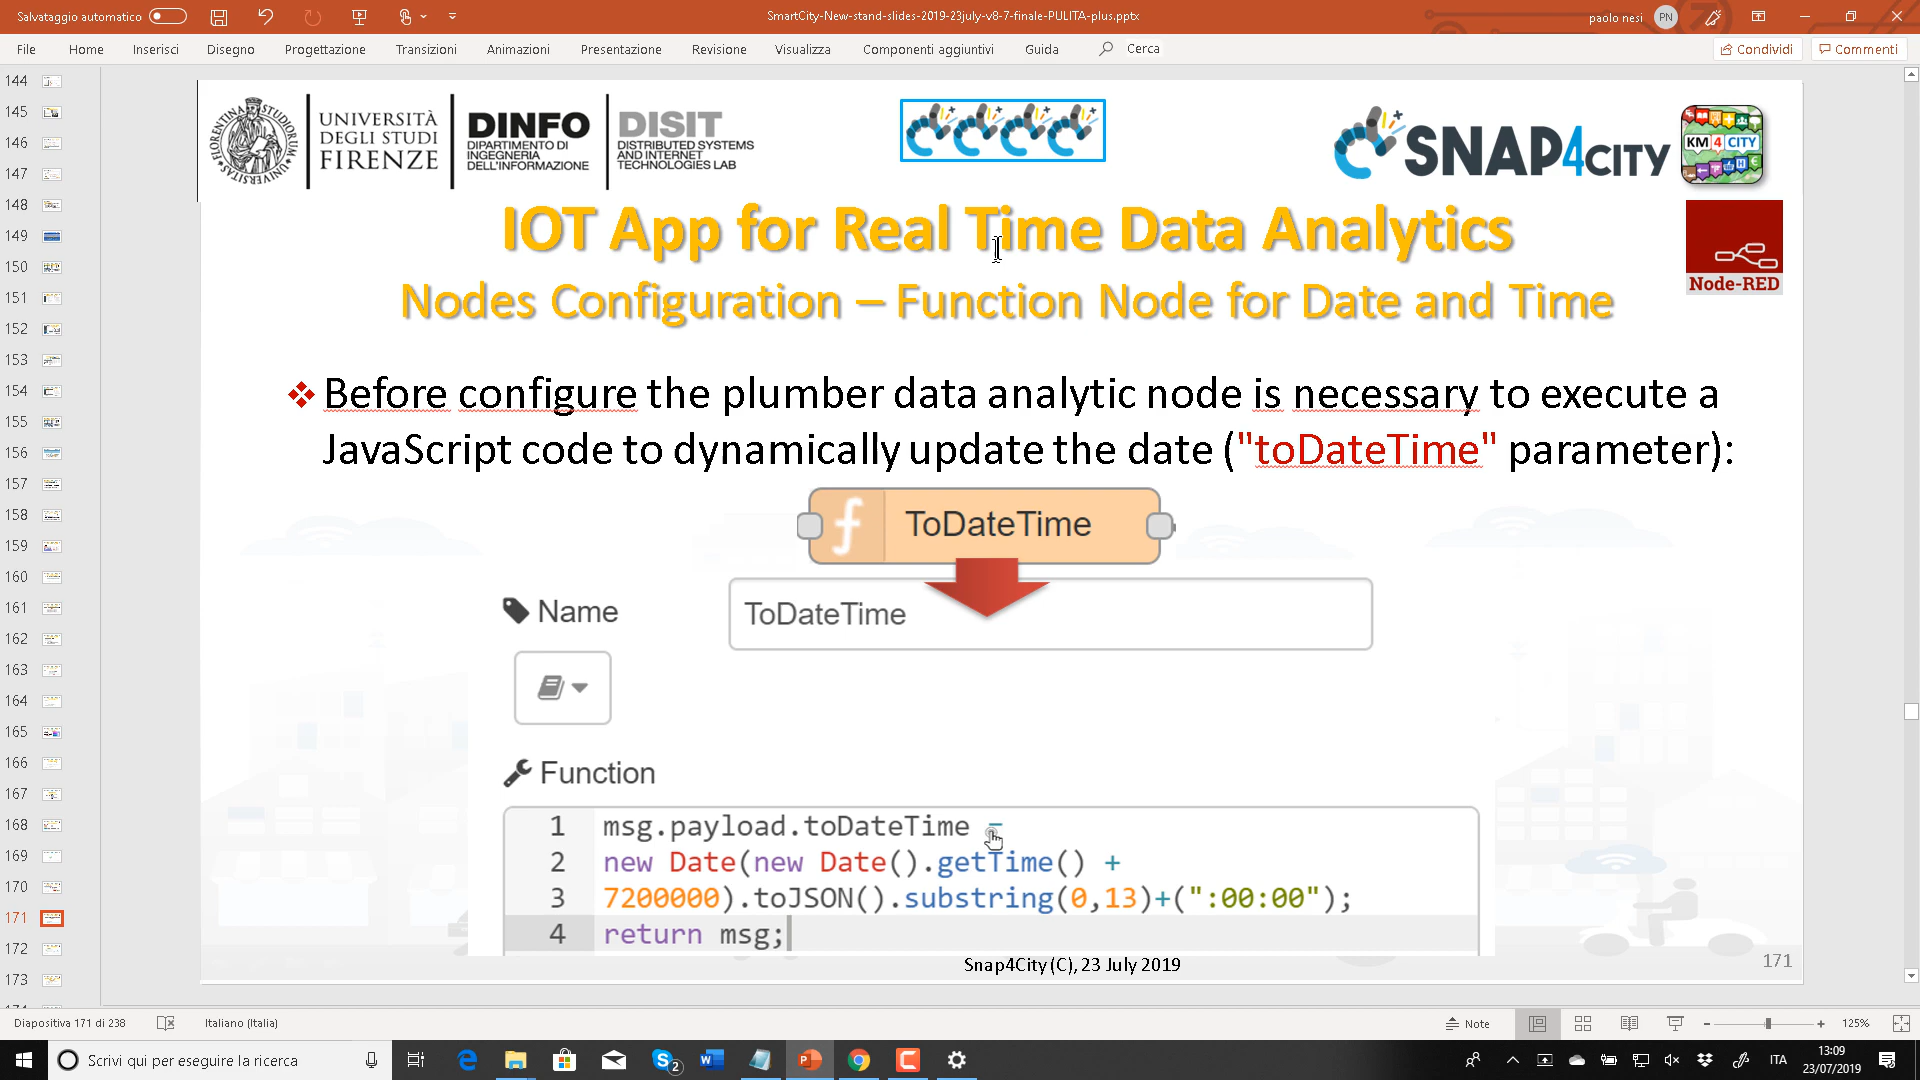 Salvataggio automatico
SmartCity-New-stand-slides-2019-23july-v8-7-finale-PULITA-plus.pptx
paolo nesi
PN
File Home Inserisci Disegno Progettazione Transizioni Animazioni Presentazione Revisione Visualizza Componenti aggiuntivi Guida Cerca
Condividi Commenti
144
145
146
147
148
149
150
151
152
153
154
155
156
157
158
159
160
161
162
163
164
165
166
167
168
169
170
171
172
173
UNIVERSITÀ
DEGLI STUDI
FIRENZE
DINFO
DIPARTIMENTO DI
INGEGNERIA
DELL'INFORMAZIONE
DISIT
DISTRIBUTED SYSTEMS
AND INTERNET
TECHNOLOGIES LAB
SNAP4CITY
KM 4 CITY
Node-RED
IOT App for Real Time Data Analytics
Nodes Configuration – Function Node for Date and Time
Before configure the plumber data analytic node is necessary to execute a
JavaScript code to dynamically update the date ("toDateTime" parameter):
ToDateTime
Name
ToDateTime
Function
1 msg.payload.toDateTime =
2 new Date(new Date().getTime() +
3 7200000).toJSON().substring(0,13)+(":00:00");
4 return msg;
Snap4City (C), 23 July 2019
171
Diapositiva 171 di 238
Italiano (Italia)
Note
125%
Scrivi qui per eseguire la ricerca
2
ITA
13:09
23/07/2019